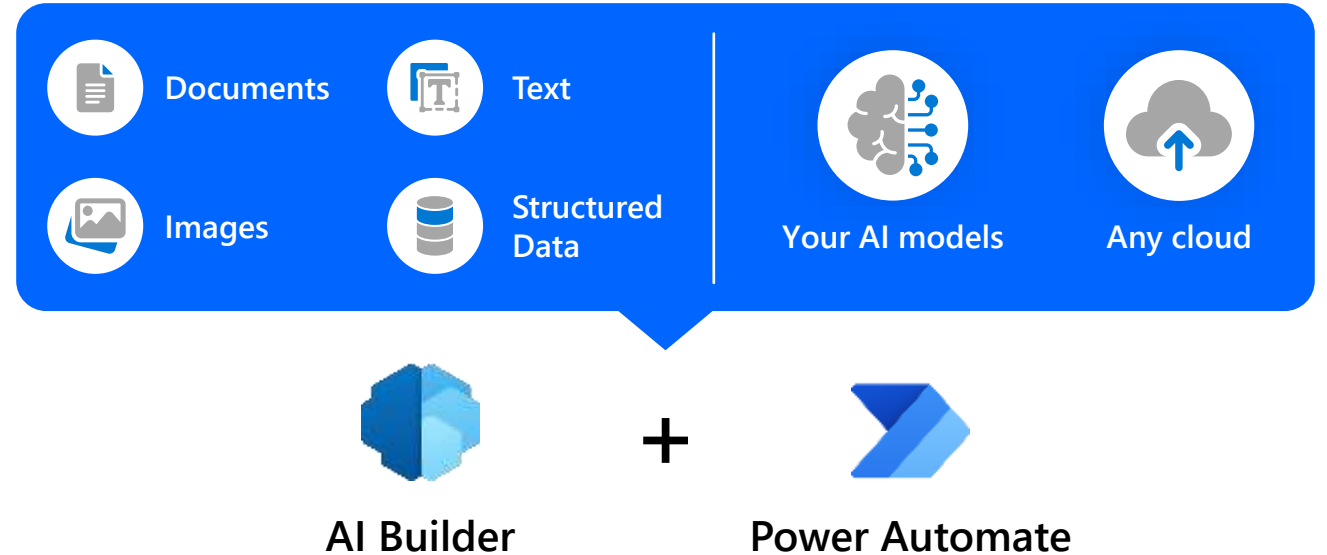 Documents
Text
Images
Structured
Data
Your AI models
Any cloud
+
AI Builder
Power Automate